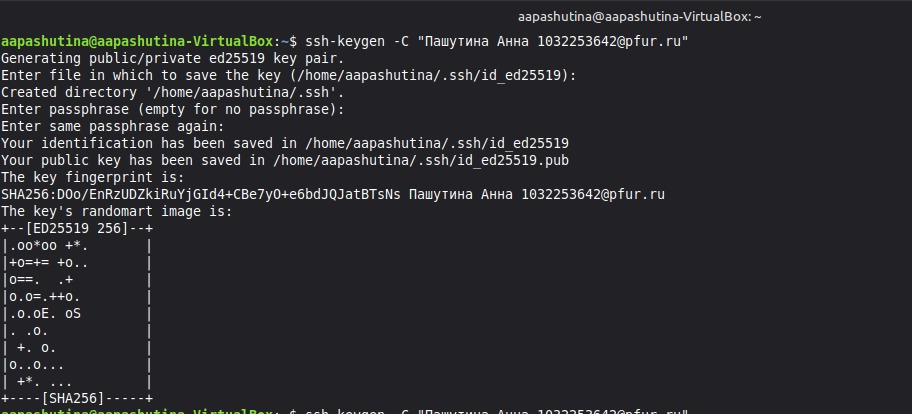 aapashutina@aapashutina-VirtualBox: ~
aapashutina@aapashutina-VirtualBox:~$ ssh-keygen -C "Пашутина Анна 1032253642@pfur.ru"
Generating public/private ed25519 key pair.
Enter file in which to save the key (/home/aapashutina/.ssh/id_ed25519):
Created directory '/home/aapashutina/.ssh'.
Enter passphrase (empty for no passphrase):
Enter same passphrase again:
Your identification has been saved in /home/aapashutina/.ssh/id_ed25519
Your public key has been saved in /home/aapashutina/.ssh/id_ed25519.pub
The key fingerprint is:
SHA256:DOo/EnRzUDZkiRuYjGId4+CBe7yO+e6bdJQJatBTsNs Пашутина Анна 1032253642@pfur.ru
The key's randomart image is:
+--[ED25519 256]--+
|.oo*oo +*.       |
|+o=+= +o..       |
|o==.  .+         |
|o.o=.++o.        |
|.o.oE. oS        |
|. .o.            |
| +. o.           |
|o..o...          |
| +*. ...         |
+----[SHA256]-----+
aapashutina@aapashutina-VirtualBox:~$ ssh-keygen -C "Пашутина Анна 1032253642@pfur.ru"